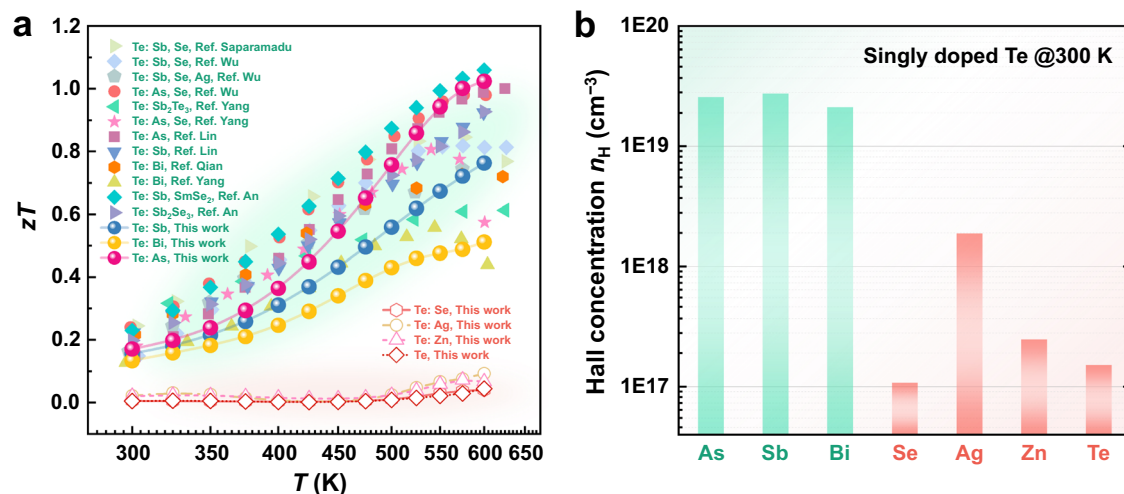 a
1.2
1.0
0.8
0.6
0.4
0.2
0.0
zT
Te: Sb, Se, Ref. Saparamadu
Te: Sb, Se, Ref. Wu
Te: Sb, Se, Ag, Ref. Wu
Te: As, Se, Ref. Wu
Te: Sb₂Te₃, Ref. Yang
Te: As, Se, Ref. Yang
Te: As, Ref. Lin
Te: Sb, Ref. Lin
Te: Bi, Ref. Qian
Te: Bi, Ref. Yang
Te: Sb, SmSe₂, Ref. An
Te: Sb₂Se₃, Ref. An
Te: Sb, This work
Te: Bi, This work
Te: As, This work
Te: Se, This work
Te: Ag, This work
Te: Zn, This work
Te, This work
300 350 400 450 500 550 600 650
T (K)
b
1E20
1E19
1E18
1E17
Hall concentration nH (cm⁻³)
Singly doped Te @300 K
As Sb Bi Se Ag Zn Te